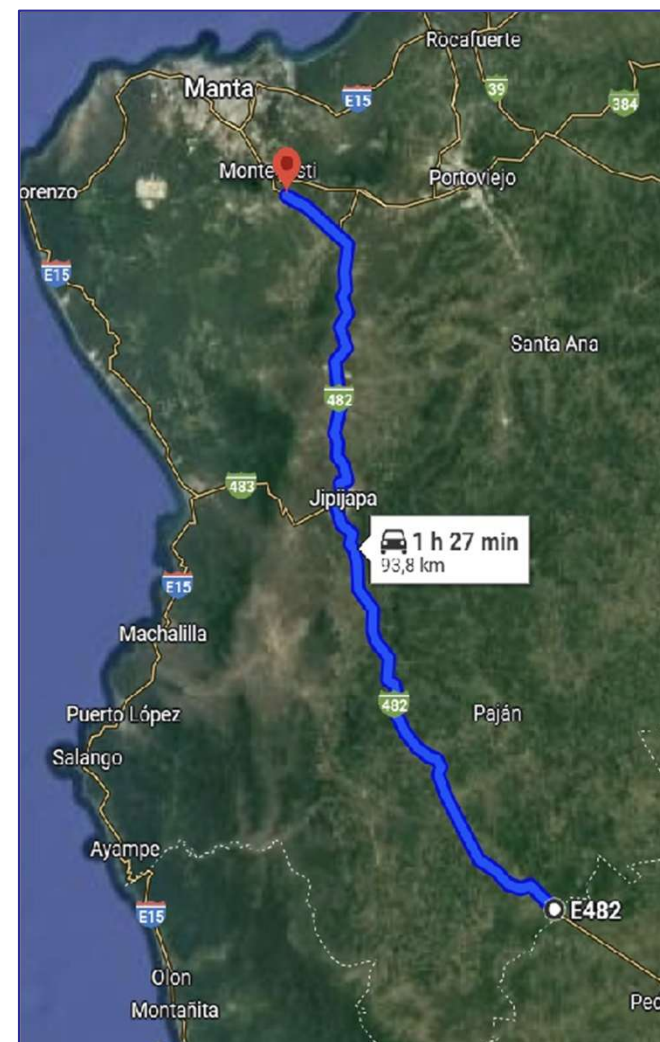 Rocafuerte
Manta
E15
39
384
Portoviejo
orenzo
E15
Santa Ana
482
483
Jipijapa
1 h 27 min
93,8 km
E15
Machalilla
482
Paján
Puerto López
Salango
Ayampe
E482
E15
Olon
Montañita